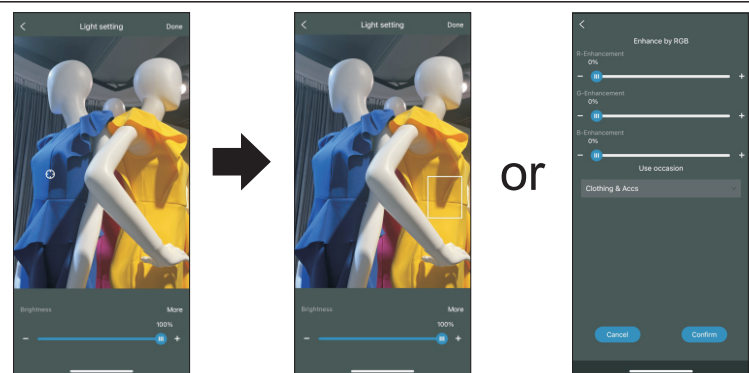 Light setting Done
Brightness More
100%
Light setting Done
Brightness More
100%
or
Enhance by RGB
R-Enhancement
0%
G-Enhancement
0%
B-Enhancement
0%
Use occasion
Clothing & Accs
Cancel Confirm